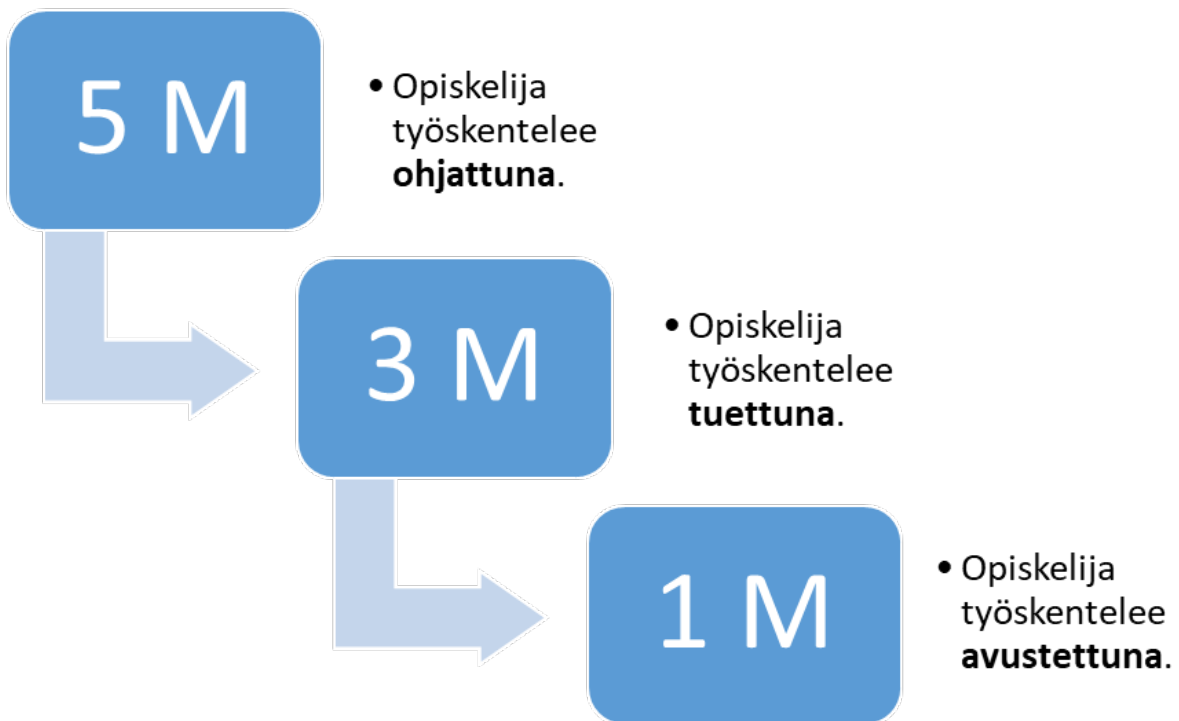 5 M
• Opiskelija
työskentelee
ohjattuna.
3 M
• Opiskelija
työskentelee
tuettuna.
1 M
• Opiskelija
työskentelee
avustettuna.